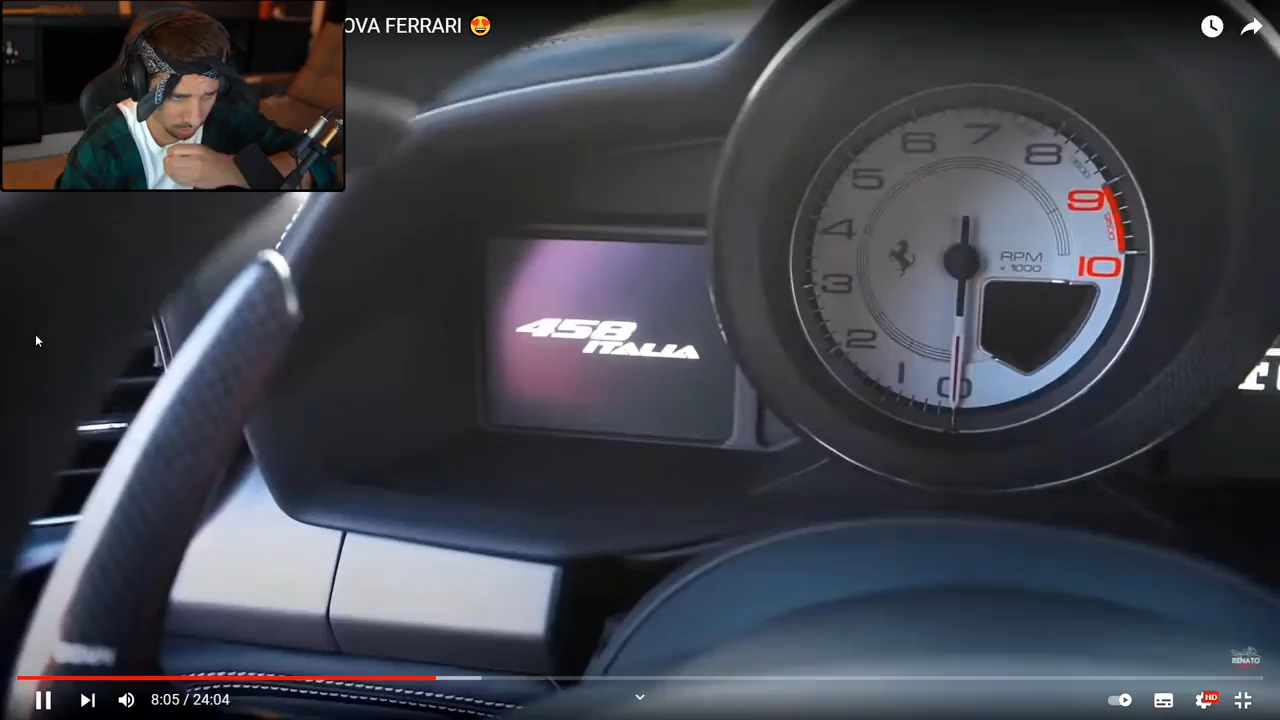 OVA FERRARI 😍
6 7 8
5 9
4
3 RPM 10
x 1000
2
1 0
458
ITALIA
RENATO
8:05 / 24:04
HD